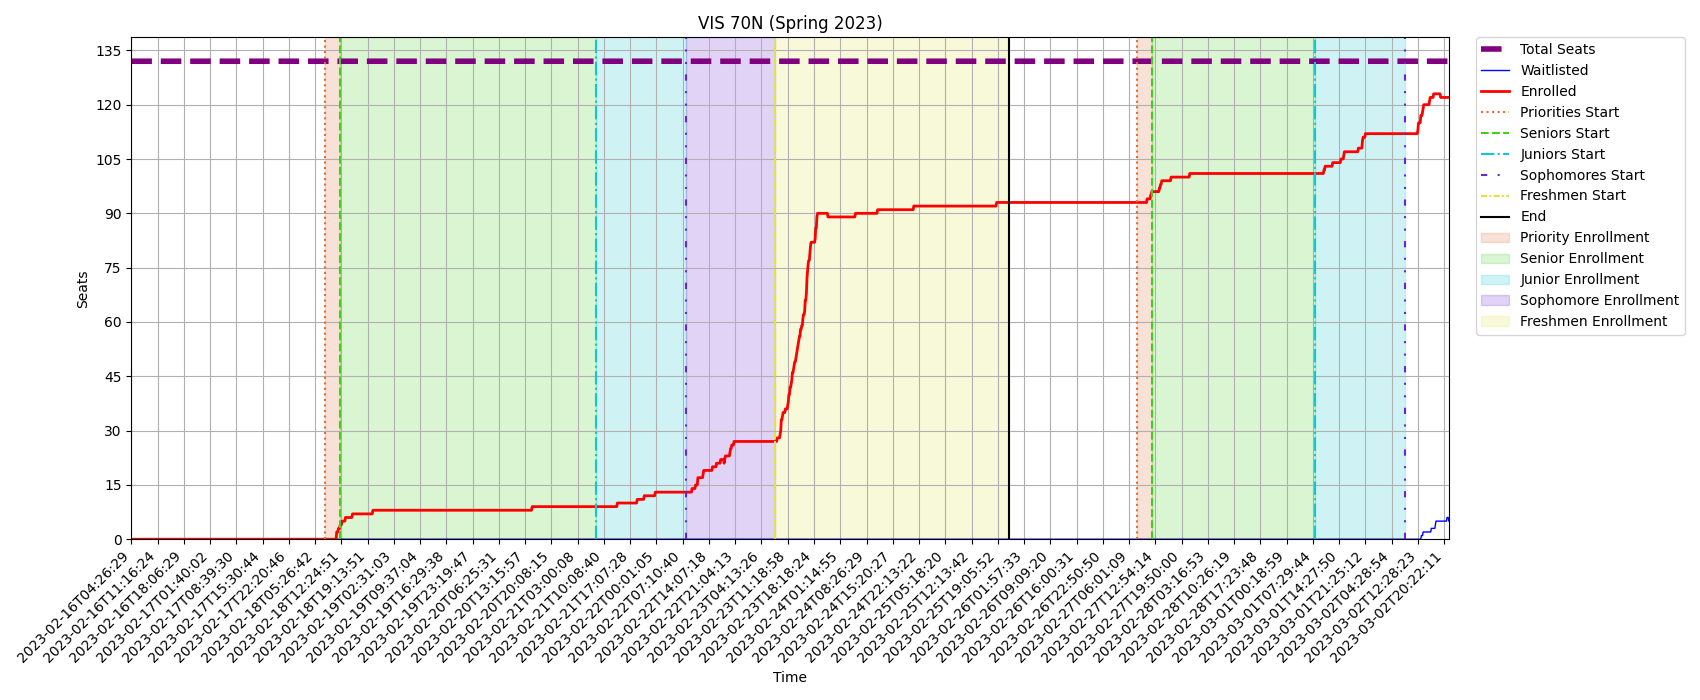 VIS 70N (Spring 2023)
Seats
135
120
105
90
75
60
45
30
15
0
2023-02-16T04:26:29
2023-02-16T11:16:24
2023-02-16T18:06:29
2023-02-17T01:40:02
2023-02-17T08:39:30
2023-02-17T15:30:44
2023-02-17T22:20:46
2023-02-18T05:26:42
2023-02-18T12:24:51
2023-02-18T19:13:51
2023-02-19T02:31:03
2023-02-19T09:37:04
2023-02-19T16:29:38
2023-02-19T23:19:47
2023-02-20T06:25:31
2023-02-20T13:15:57
2023-02-20T20:08:15
2023-02-21T03:00:08
2023-02-21T10:08:40
2023-02-21T17:07:28
2023-02-22T00:01:05
2023-02-22T07:10:40
2023-02-22T14:07:18
2023-02-22T21:04:13
2023-02-23T04:13:26
2023-02-23T11:18:58
2023-02-23T18:18:24
2023-02-24T01:14:55
2023-02-24T08:26:29
2023-02-24T15:20:27
2023-02-24T22:13:22
2023-02-25T05:18:20
2023-02-25T12:13:42
2023-02-25T19:05:52
2023-02-26T01:57:33
2023-02-26T09:09:20
2023-02-26T16:00:31
2023-02-26T22:50:50
2023-02-27T06:01:09
2023-02-27T12:54:14
2023-02-27T19:50:00
2023-02-28T03:16:53
2023-02-28T10:26:19
2023-02-28T17:23:48
2023-03-01T00:18:59
2023-03-01T07:29:44
2023-03-01T14:27:50
2023-03-01T21:25:12
2023-03-02T04:28:54
2023-03-02T12:28:23
2023-03-02T20:22:11
Time
Total Seats
Waitlisted
Enrolled
Priorities Start
Seniors Start
Juniors Start
Sophomores Start
Freshmen Start
End
Priority Enrollment
Senior Enrollment
Junior Enrollment
Sophomore Enrollment
Freshmen Enrollment